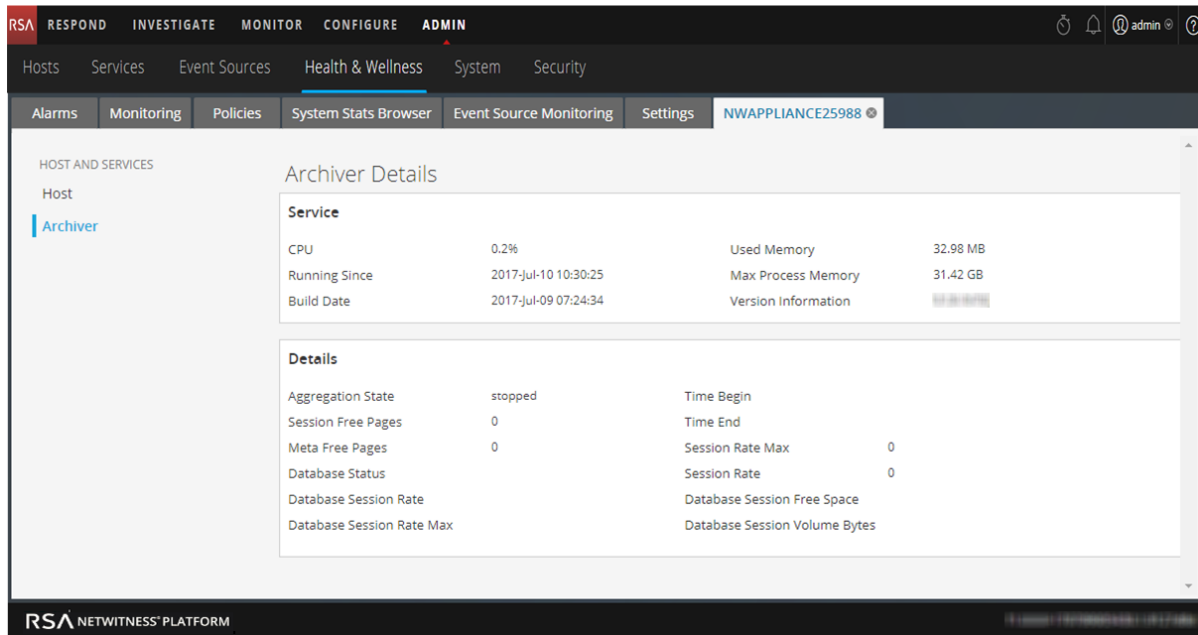 RSA RESPOND INVESTIGATE MONITOR CONFIGURE ADMIN admin ?
Hosts Services Event Sources Health & Wellness System Security
Alarms Monitoring Policies System Stats Browser Event Source Monitoring Settings NWAPPLIANCE25988
HOST AND SERVICES
Host
Archiver
Archiver Details
Service
CPU 0.2% Used Memory 32.98 MB
Running Since 2017-Jul-10 10:30:25 Max Process Memory 31.42 GB
Build Date 2017-Jul-09 07:24:34 Version Information
Details
Aggregation State stopped Time Begin
Session Free Pages 0 Time End
Meta Free Pages 0 Session Rate Max 0
Database Status Session Rate 0
Database Session Rate Database Session Free Space
Database Session Rate Max Database Session Volume Bytes
RSA NETWITNESS® PLATFORM